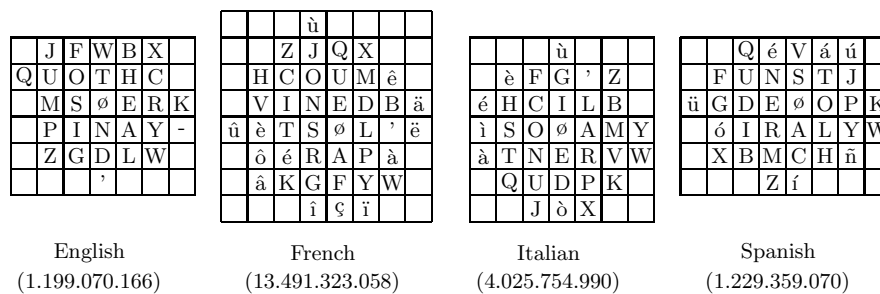 J F W B X
Q U O T H C
M S ø E R K
P I N A Y -
Z G D L W
'
English
(1.199.070.166)
ù
Z J Q X
H C O U M ê
V I N E D B ä
û è T S ø L ' ë
ô é R A P à
â K G F Y W
î ç ï
French
(13.491.323.058)
ù
è F G ' Z
é H C I L B
ì S O ø A M Y
à T N E R V W
Q U D P K
J ò X
Italian
(4.025.754.990)
Q é V á ú
F U N S T J
ü G D E ø O P K
ó I R A L Y W
X B M C H ñ
Z í
Spanish
(1.229.359.070)